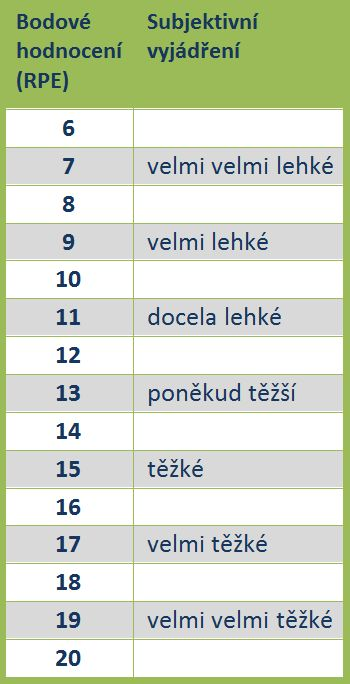 Bodové hodnocení (RPE) Subjektivní vyjádření
6
7 velmi velmi lehké
8
9 velmi lehké
10
11 docela lehké
12
13 poněkud těžší
14
15 těžké
16
17 velmi těžké
18
19 velmi velmi těžké
20